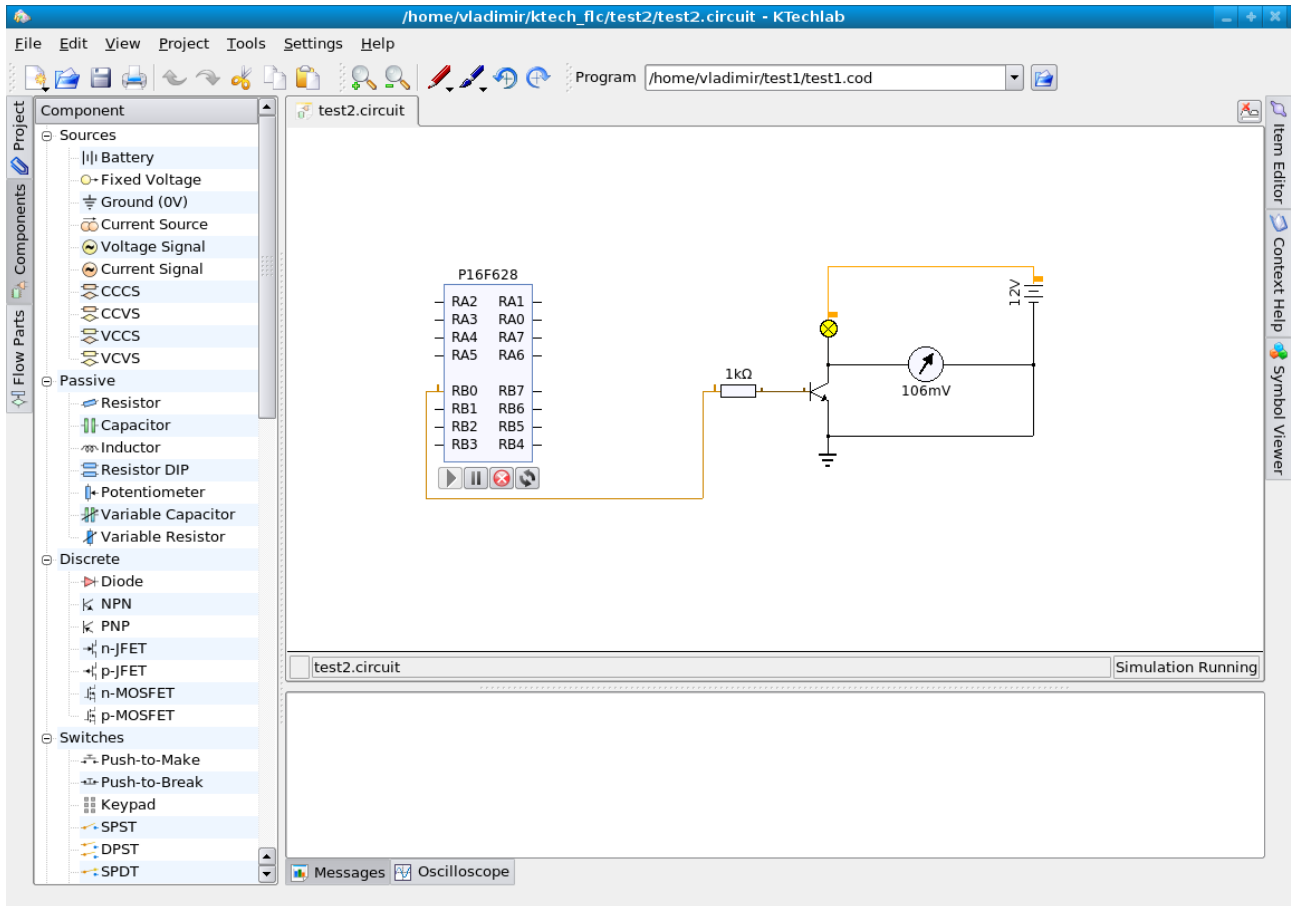 /home/vladimir/ktech_flc/test2/test2.circuit - KTechlab
File Edit View Project Tools Settings Help
Program /home/vladimir/test1/test1.cod
Project
Components
Flow Parts
Component
Sources
Battery
Fixed Voltage
Ground (0V)
Current Source
Voltage Signal
Current Signal
CCCS
CCVS
VCCS
VCVS
Passive
Resistor
Capacitor
Inductor
Resistor DIP
Potentiometer
Variable Capacitor
Variable Resistor
Discrete
Diode
NPN
PNP
n-JFET
p-JFET
n-MOSFET
p-MOSFET
Switches
Push-to-Make
Push-to-Break
Keypad
SPST
DPST
SPDT
test2.circuit
P16F628
RA2 RA1
RA3 RA0
RA4 RA7
RA5 RA6
RB0 RB7
RB1 RB6
RB2 RB5
RB3 RB4
1kΩ
12V
106mV
test2.circuit
Simulation Running
Messages
Oscilloscope
Item Editor
Context Help
Symbol Viewer